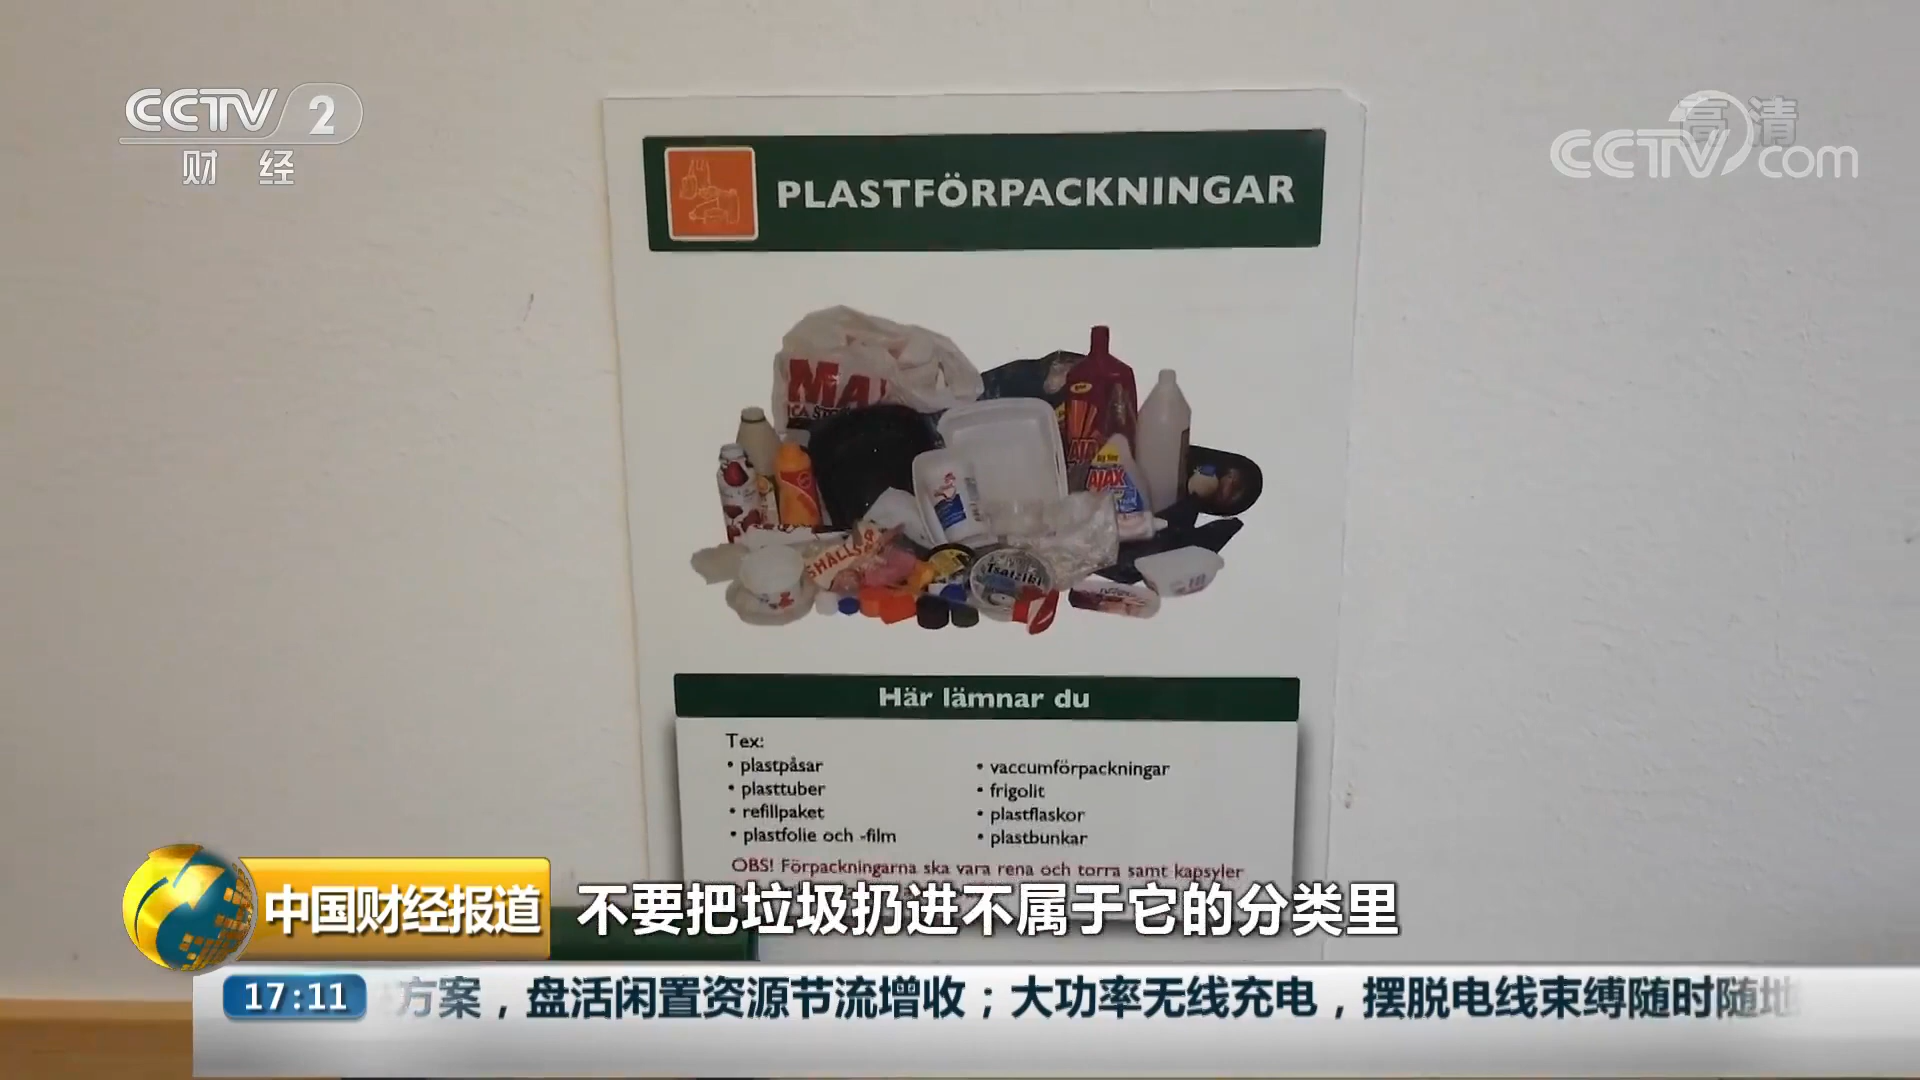 CCTV 2
财 经
高清
CCTV.com
PLASTFÖRPACKNINGAR
MA
AJAX
Tsatziki
Här lämnar du
Tex:
• plastpåsar
• plasttuber
• refillpaket
• plastfolie och -film
• vaccumförpackningar
• frigolit
• plastflaskor
• plastbunkar
OBS! Förpackningarna ska vara rena och torra samt kapsyler
中国财经报道
不要把垃圾扔进不属于它的分类里
17:11
方案，盘活闲置资源节流增收；大功率无线充电，摆脱电线束缚随时随地